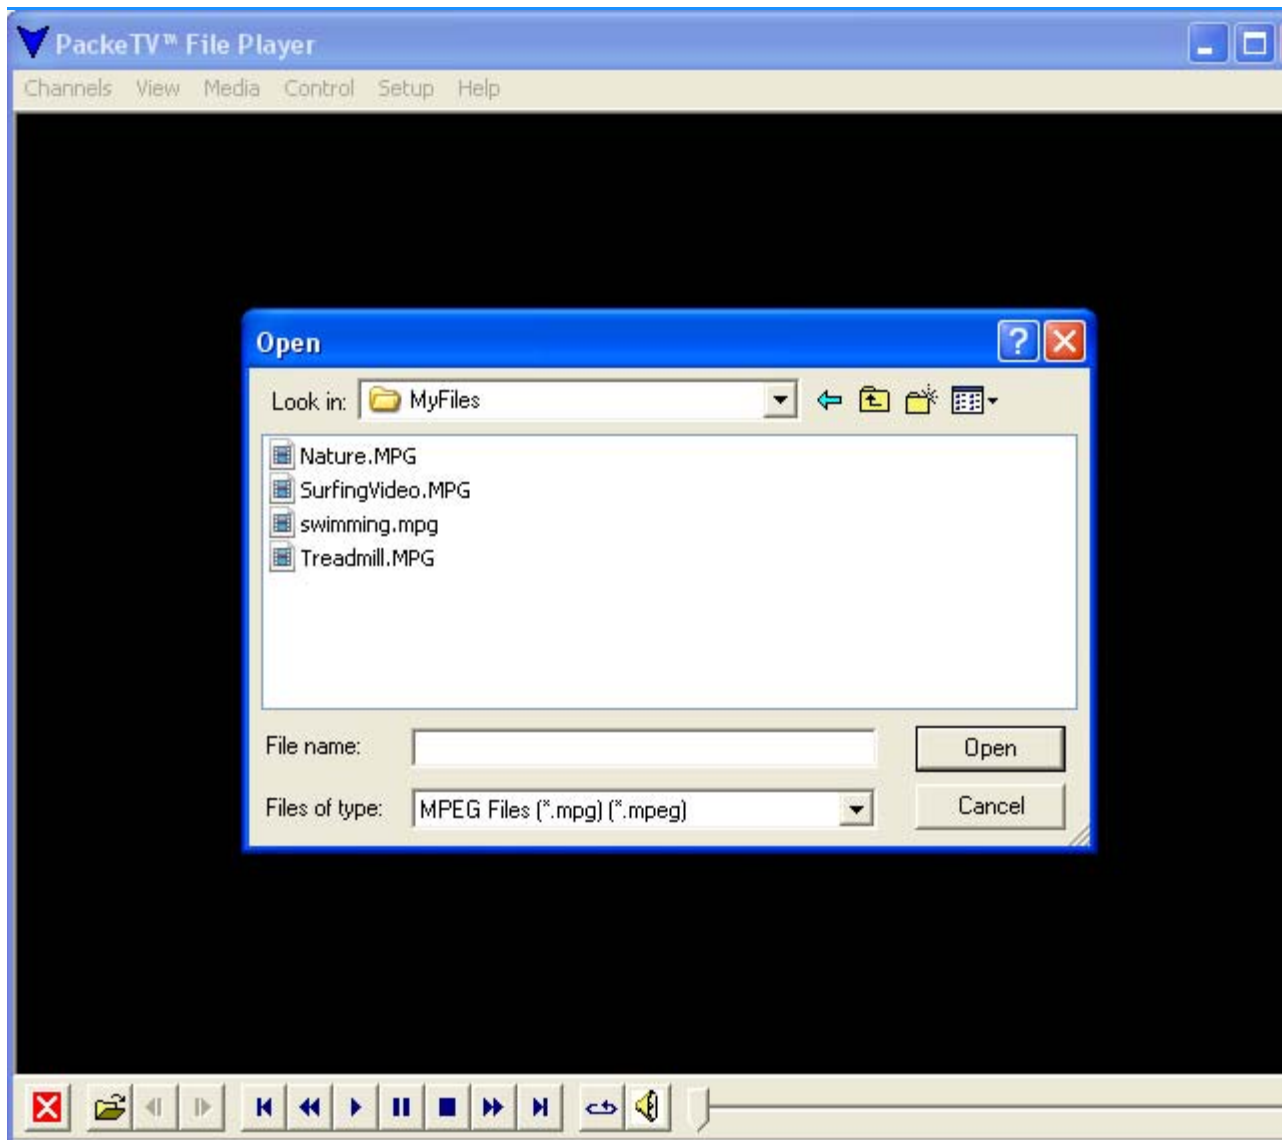 PackeTV™ File Player
Channels View Media Control Setup Help
Open
Look in: MyFiles
Nature.MPG
SurfingVideo.MPG
swimming.mpg
Treadmill.MPG
File name:
Open
Files of type: MPEG Files (*.mpg) (*.mpeg)
Cancel